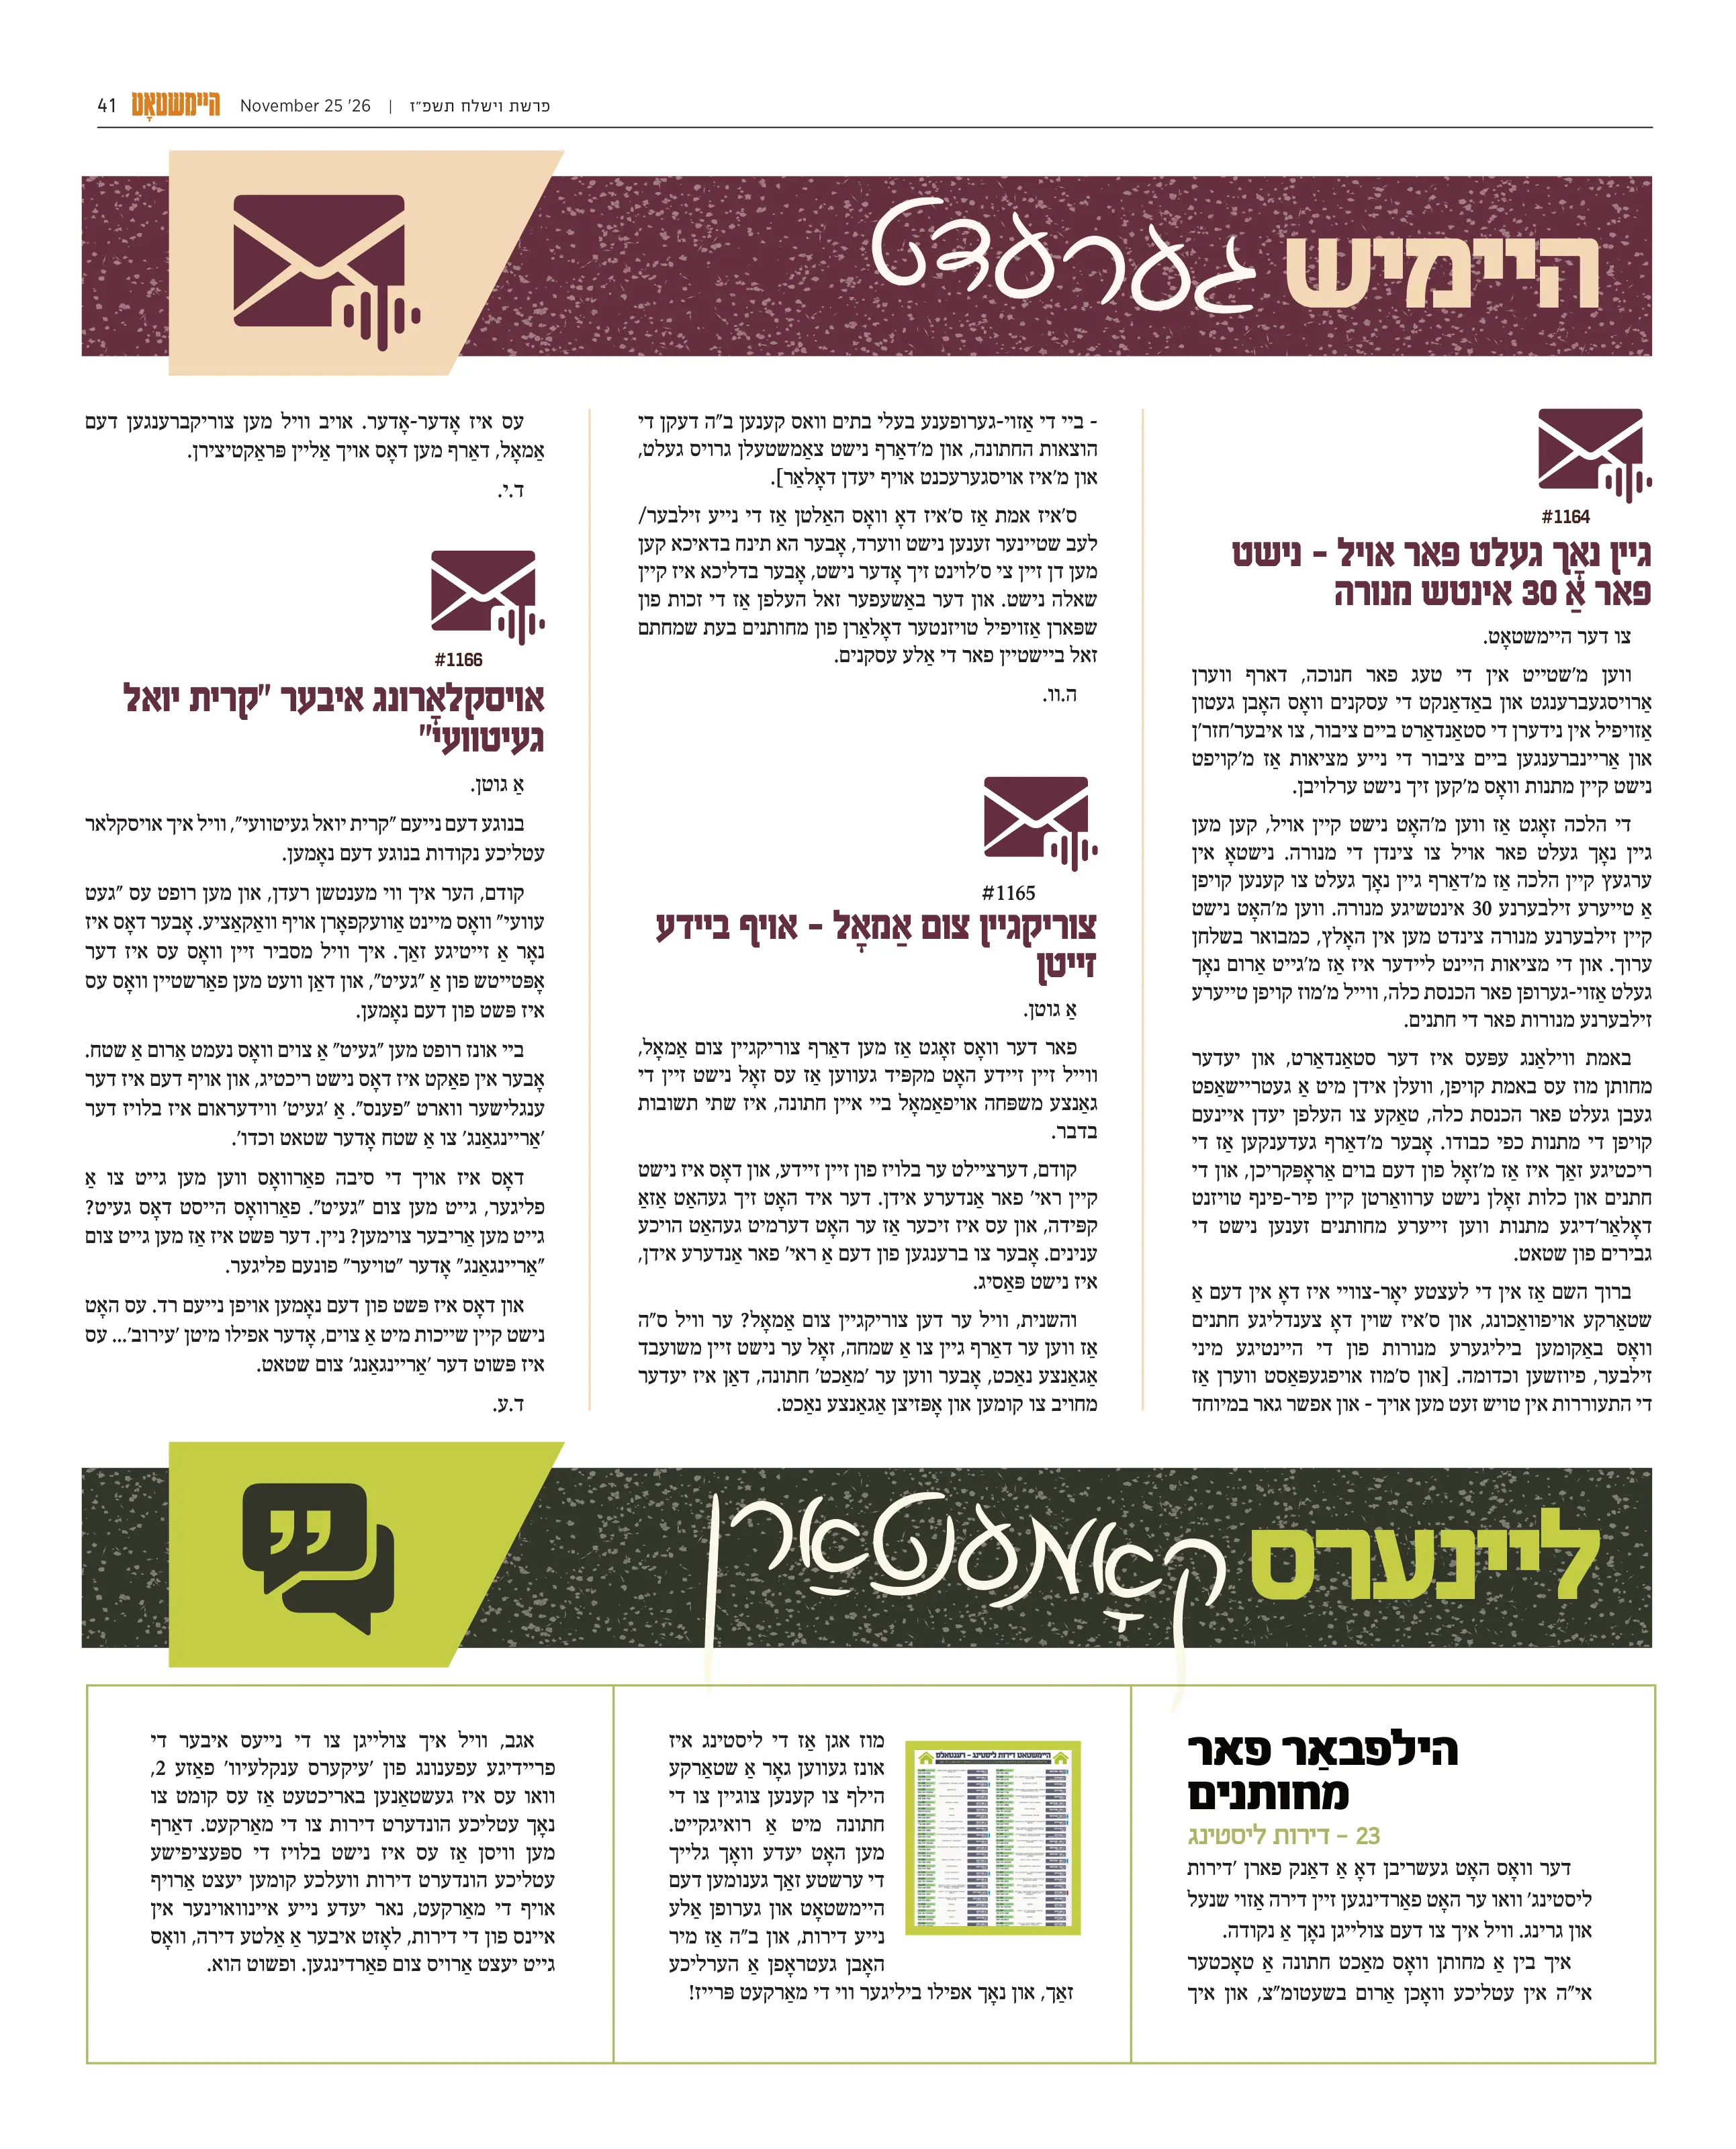 פרשת וישלח תשפ"ז | November 25 '26 היימשטאָט 41
היימיש גערעדט
#1164
גיין נאָך געלט פאר אויל - נישט
פאר אַ 30 אינטש מנורה
צו דער היימשטאָט.
ווען מ'שטייט אין די טעג פאר חנוכה, דארף ווערן
אַרויסגעברענגט און באַדאַנקט די עסקנים וואָס האָבן געטון
אַזויפיל אין נידערן די סטאַנדאַרט ביים ציבור, צו איבער'חזר'ן
און אַריינברענגען ביים ציבור די נייע מציאות אַז מ'קויפט
נישט קיין מתנות וואָס מ'קען זיך נישט ערלויבן.
די הלכה זאָגט אַז ווען מ'האָט נישט קיין אויל, קען מען
גיין נאָך געלט פאר אויל צו צינדן די מנורה. נישטאָ אין
ערגעץ קיין הלכה אַז מ'דאַרף גיין נאָך געלט צו קענען קויפן
אַ טייערע זילבערנע 30 אינטשיגע מנורה. ווען מ'האָט נישט
קיין זילבערנע מנורה צינדט מען אין האָלץ, כמבואר בשלחן
ערוך. און די מציאות היינט ליידער איז אַז מ'גייט אַרום נאָך
געלט אַזוי-גערופן פאר הכנסת כלה, ווייל מ'מוז קויפן טייערע
זילבערנע מנורות פאר די חתנים.
באמת ווילאַנג עפּעס איז דער סטאַנדאַרט, און יעדער
מחותן מוז עס באמת קויפן, וועלן אידן מיט אַ געטריישאַפט
געבן געלט פאר הכנסת כלה, טאַקע צו העלפן יעדן איינעם
קויפן די מתנות כפי כבודו. אָבער מ'דאַרף געדענקען אַז די
ריכטיגע זאַך איז אַז מ'זאָל פון דעם בוים אַראָפּקריכן, און די
חתנים און כלות זאָלן נישט ערוואַרטן קיין פיר-פינף טויזנט
דאָלאַר'דיגע מתנות ווען זייערע מחותנים זענען נישט די
גבירים פון שטאט.
ברוך השם אַז אין די לעצטע יאָר-צוויי איז דאָ אין דעם אַ
שטאַרקע אויפוואַכונג, און ס'איז שוין דאָ צענדליגע חתנים
וואָס באַקומען ביליגערע מנורות פון די היינטיגע מיני
זילבער, פיוזשען וכדומה. [און ס'מוז אויפגעפּאַסט ווערן אַז
די התעוררות אין טויש זעט מען אויך - און אפשר גאר במיוחד
- ביי די אַזוי-גערופענע בעלי בתים וואס קענען ב"ה דעקן די
הוצאות החתונה, און מ'דאַרף נישט צאַמשטעלן גרויס געלט,
און מ'איז אויסגערעכנט אויף יעדן דאָלאַר].
ס'איז אמת אַז ס'איז דאָ וואָס האַלטן אַז די נייע זילבער/
לעב שטיינער זענען נישט ווערד, אָבער הא תינח בדאיכא קען
מען דן זיין צי ס'לוינט זיך אָדער נישט, אָבער בדליכא איז קיין
שאלה נישט. און דער באַשעפער זאל העלפן אַז די זכות פון
שפּארן אַזויפיל טויזנטער דאָלאַרן פון מחותנים בעת שמחתם
זאל ביישטיין פאר די אַלע עסקנים.
ה.וו.
#1165
צוריקגיין צום אַמאָל - אויף ביידע
זייטן
אַ גוטן.
פאר דער וואָס זאָגט אַז מען דאַרף צוריקגיין צום אַמאָל,
ווייל זיין זיידע האָט מקפּיד געווען אַז עס זאָל נישט זיין די
גאַנצע משפּחה אויפאַמאָל ביי איין חתונה, איז שתי תשובות
בדבר.
קודם, דערציילט ער בלויז פון זיין זיידע, און דאָס איז נישט
קיין ראי' פאר אַנדערע אידן. דער איד האָט זיך געהאַט אַזאַ
קפּידה, און עס איז זיכער אַז ער האָט דערמיט געהאַט הויכע
ענינים. אָבער צו ברענגען פון דעם אַ ראי' פאר אַנדערע אידן,
איז נישט פּאַסיג.
והשנית, וויל ער דען צוריקגיין צום אַמאָל? ער וויל ס"ה
אַז ווען ער דאַרף גיין צו אַ שמחה, זאָל ער נישט זיין משועבד
אַגאַנצע נאַכט, אָבער ווען ער 'מאַכט' חתונה, דאַן איז יעדער
מחויב צו קומען און אָפּזיצן אַגאַנצע נאַכט.
עס איז אָדער-אָדער. אויב וויל מען צוריקברענגען דעם
אַמאָל, דאַרף מען דאָס אויך אַליין פּראַקטיצירן.
ד.י.
#1166
אויסקלאָרונג איבער "קרית יואל
געיטוועי"
אַ גוטן.
בנוגע דעם נייעם "קרית יואל געיטוועי", וויל איך אויסקלאר
עטליכע נקודות בנוגע דעם נאָמען.
קודם, הער איך ווי מענטשן רעדן, און מען רופט עס "געט
עוועי" וואָס מיינט אַוועקפאָרן אויף וואַקאַציע. אָבער דאָס איז
נאָר אַ זייטיגע זאַך. איך וויל מסביר זיין וואָס עס איז דער
אָפּטייטש פון אַ "געיט", און דאַן וועט מען פאַרשטיין וואָס עס
איז פּשט פון דעם נאָמען.
ביי אונז רופט מען "געיט" אַ צוים וואָס נעמט אַרום אַ שטח.
אָבער אין פאַקט איז דאָס נישט ריכטיג, און אויף דעם איז דער
ענגלישער ווארט "פענס". אַ 'געיט' ווידעראום איז בלויז דער
'אַריינגאַנג' צו אַ שטח אָדער שטאט וכדו'.
דאָס איז אויך די סיבה פאַרוואָס ווען מען גייט צו אַ
פליגער, גייט מען צום "געיט". פאַרוואָס הייסט דאָס געיט?
גייט מען אַריבער צוימען? ניין. דער פּשט איז אַז מען גייט צום
"אַריינגאַנג" אָדער "טויער" פונעם פליגער.
און דאָס איז פּשט פון דעם נאָמען אויפן נייעם רד. עס האָט
נישט קיין שייכות מיט אַ צוים, אָדער אפילו מיטן 'עירוב'... עס
איז פּשוט דער 'אַריינגאַנג' צום שטאט.
ד.ע.
ליינערס קאָמענטאַרן
הילפבאַר פאר
מחותנים
23 - דירות ליסטינג
דער וואָס האָט געשריבן דאָ אַ דאַנק פארן 'דירות
ליסטינג' וואו ער האָט פאַרדינגען זיין דירה אַזוי שנעל
און גרינג. וויל איך צו דעם צולייגן נאָך אַ נקודה.
איך בין אַ מחותן וואָס מאַכט חתונה אַ טאָכטער
אי"ה אין עטליכע וואָכן אַרום בשעטומ"צ, און איך
היימשטאט דירות ליסטינג - רענטאלס
מוז אגן אַז די ליסטינג איז
אונז געווען גאָר אַ שטאַרקע
הילף צו קענען צוגיין צו די
חתונה מיט אַ רואיגקייט.
מען האָט יעדע וואָך גלייך
די ערשטע זאַך גענומען דעם
היימשטאָט און גערופן אַלע
נייע דירות, און ב"ה אַז מיר
האָבן געטראָפן אַ הערליכע
זאַך, און נאָך אפילו ביליגער ווי די מאַרקעט פּרייז!
אגב, וויל איך צולייגן צו די נייעס איבער די
פריידיגע עפענונג פון 'עיקערס ענקלעיוו' פאַזע 2,
וואו עס איז געשטאַנען באריכטעט אַז עס קומט צו
נאָך עטליכע הונדערט דירות צו די מאַרקעט. דאַרף
מען וויסן אַז עס איז נישט בלויז די ספּעציפישע
עטליכע הונדערט דירות וועלכע קומען יעצט אַרויף
אויף די מאַרקעט, נאר יעדע נייע איינוואוינער אין
איינס פון די דירות, לאָזט איבער אַ אַלטע דירה, וואָס
גייט יעצט אַרויס צום פאַרדינגען. ופשוט הוא.